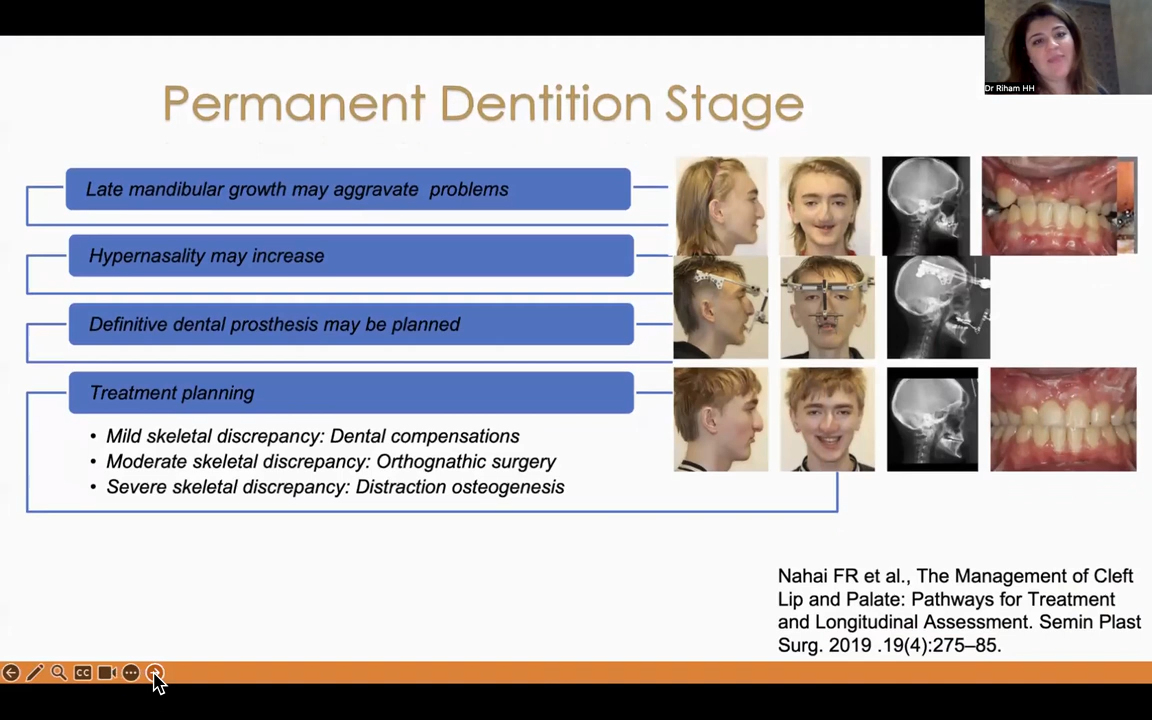 Dr Riham HH
Permanent Dentition Stage
Late mandibular growth may aggravate  problems
Hypernasality may increase
Definitive dental prosthesis may be planned
Treatment planning
• Mild skeletal discrepancy: Dental compensations
• Moderate skeletal discrepancy: Orthognathic surgery
• Severe skeletal discrepancy: Distraction osteogenesis
Nahai FR et al., The Management of Cleft
Lip and Palate: Pathways for Treatment
and Longitudinal Assessment. Semin Plast
Surg. 2019 .19(4):275–85.
CC